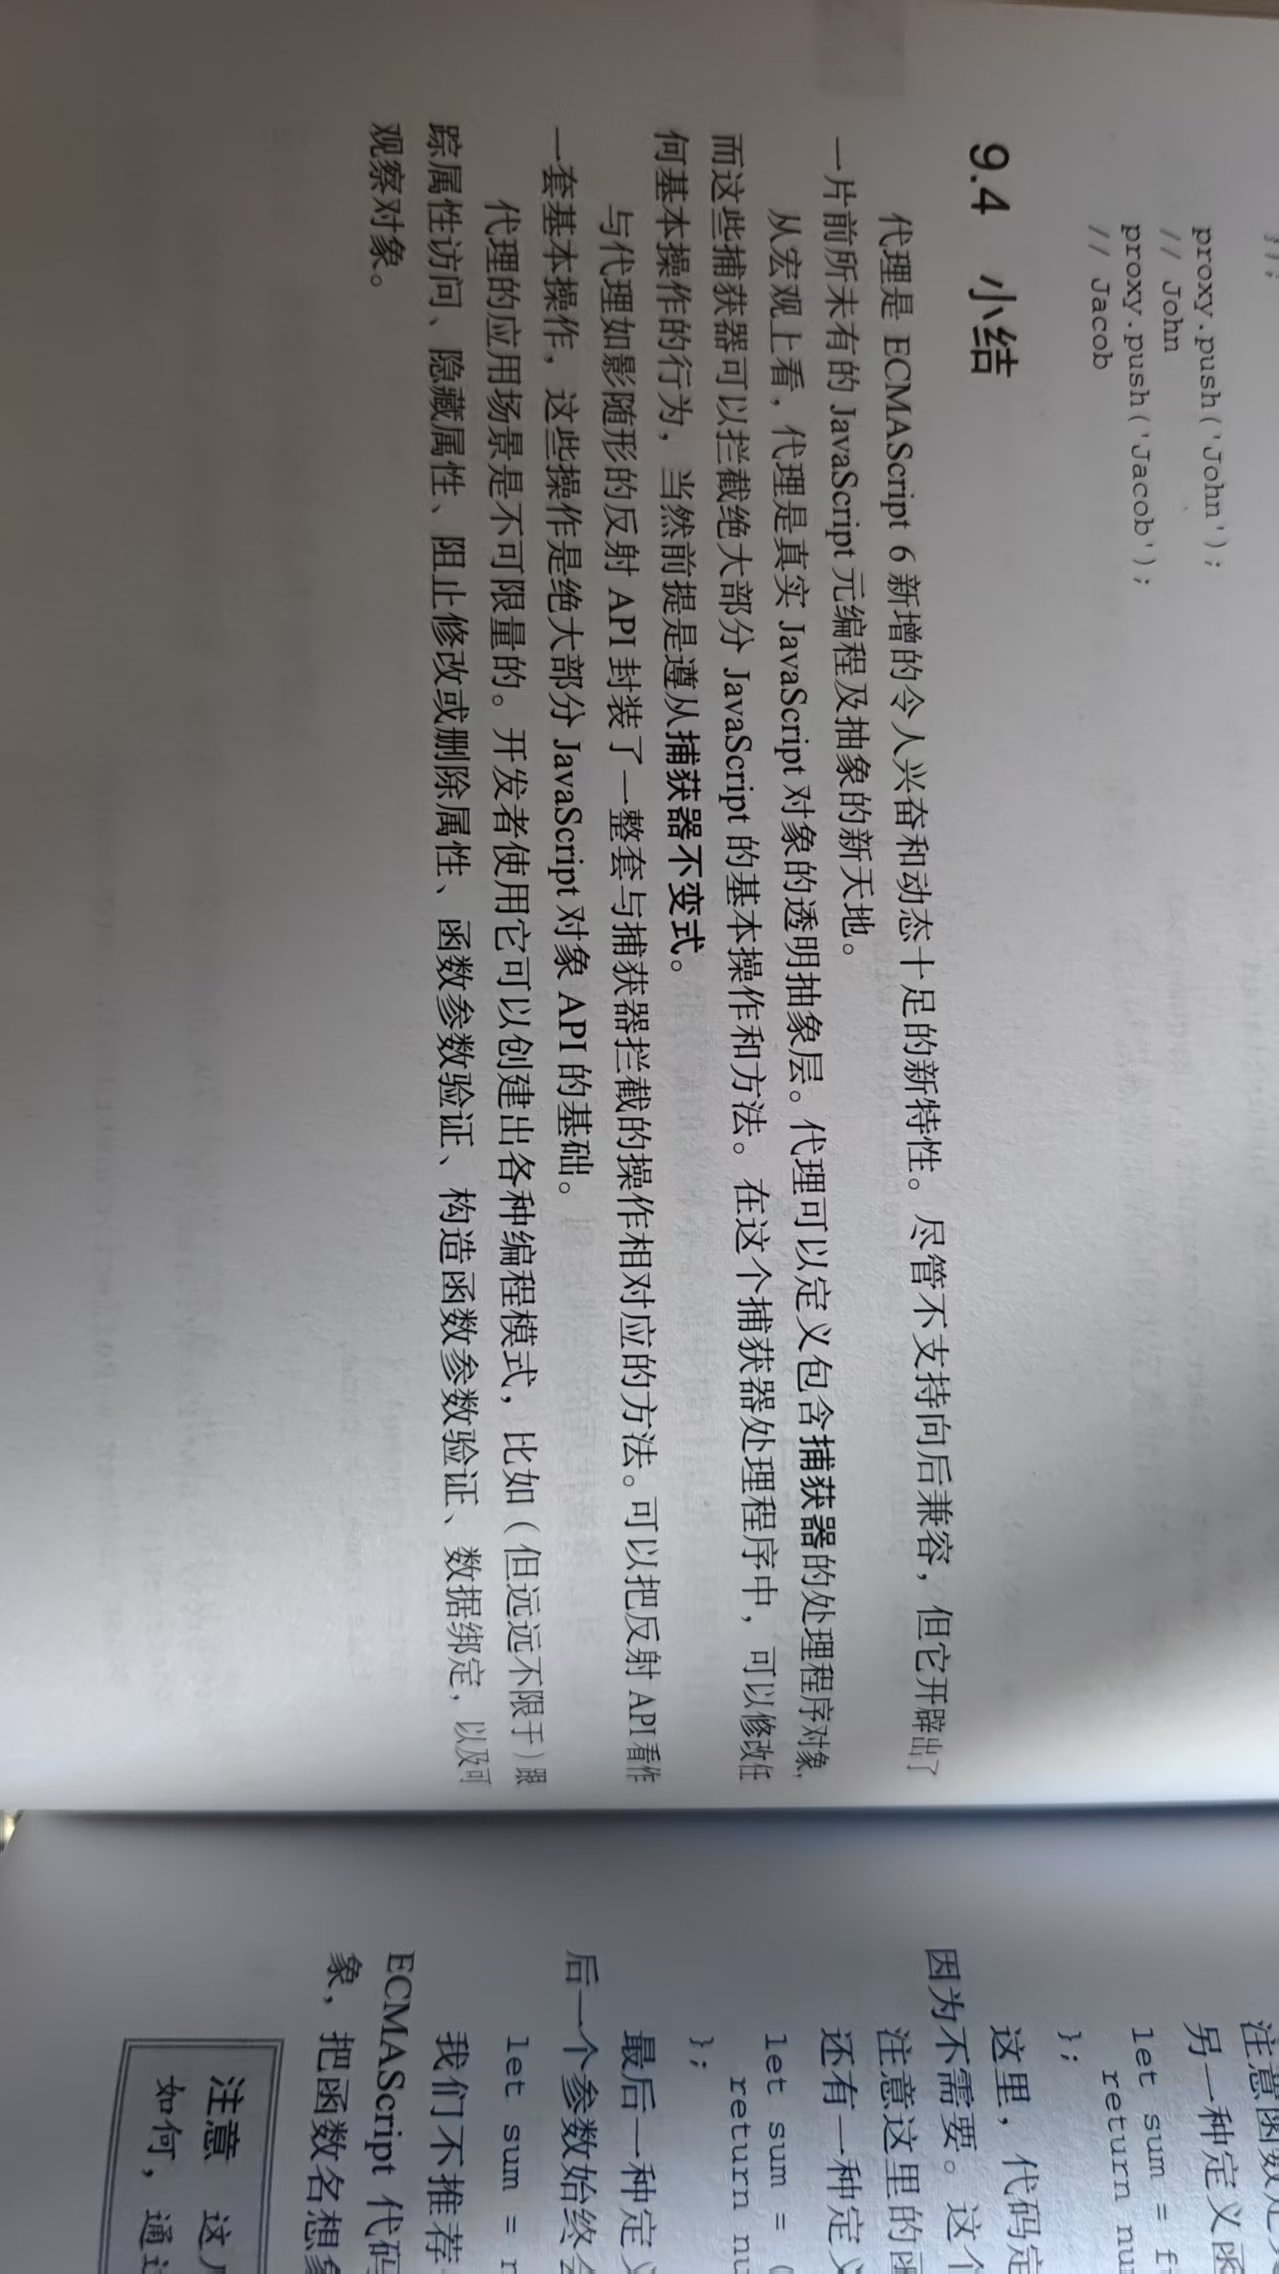 });
proxy.push('John');
// John
proxy.push('Jacob');
// Jacob
9.4 小结
代理是 ECMAScript 6 新增的令人兴奋和动态十足的新特性。尽管不支持向后兼容，但它开辟出了
一片前所未有的 JavaScript 元编程及抽象的新天地。
从宏观上看，代理是真实 JavaScript 对象的透明抽象层。代理可以定义包含捕获器的处理程序对象，
而这些捕获器可以拦截绝大部分 JavaScript 的基本操作和方法。在这个捕获器处理程序中，可以修改任
何基本操作的行为，当然前提是遵从捕获器不变式。
与代理如影随形的反射 API 封装了一整套与捕获器拦截的操作相对应的方法。可以把反射 API 看作
一套基本操作，这些操作是绝大部分 JavaScript 对象 API 的基础。
代理的应用场景是不可限量的。开发者使用它可以创建出各种编程模式，比如（但远远不限于）跟
踪属性访问、隐藏属性、阻止修改或删除属性、函数参数验证、构造函数参数验证、数据绑定，以及可
观察对象。
注意函数定
另一种定义函
let sum = f
return nu
};
这里，代码定
因为不需要。这个
注意这里的函
还有一种定义
let sum = (
return nu
};
最后一种定义
后一个参数始终会
let sum = n
我们不推荐
ECMAScript 代码
象，把函数名想象
注意 这几
如何，通过